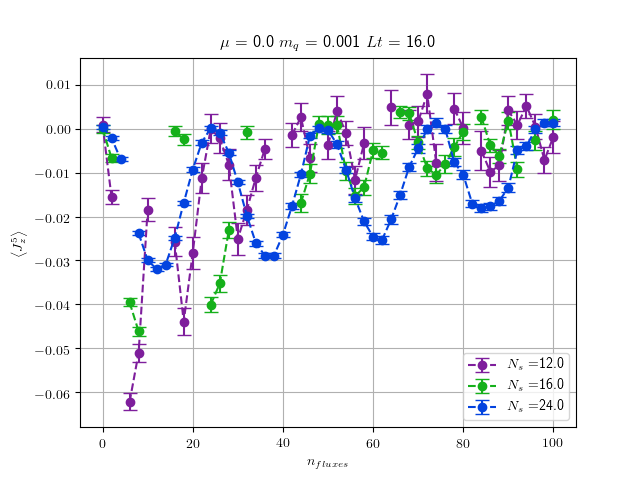 μ = 0.0 m_q = 0.001 Lt = 16.0
0.01
0.00
−0.01
−0.02
−0.03
−0.04
−0.05
−0.06
⟨J_z^5⟩
N_s =12.0
N_s =16.0
N_s =24.0
0 20 40 60 80 100
n_{fluxes}